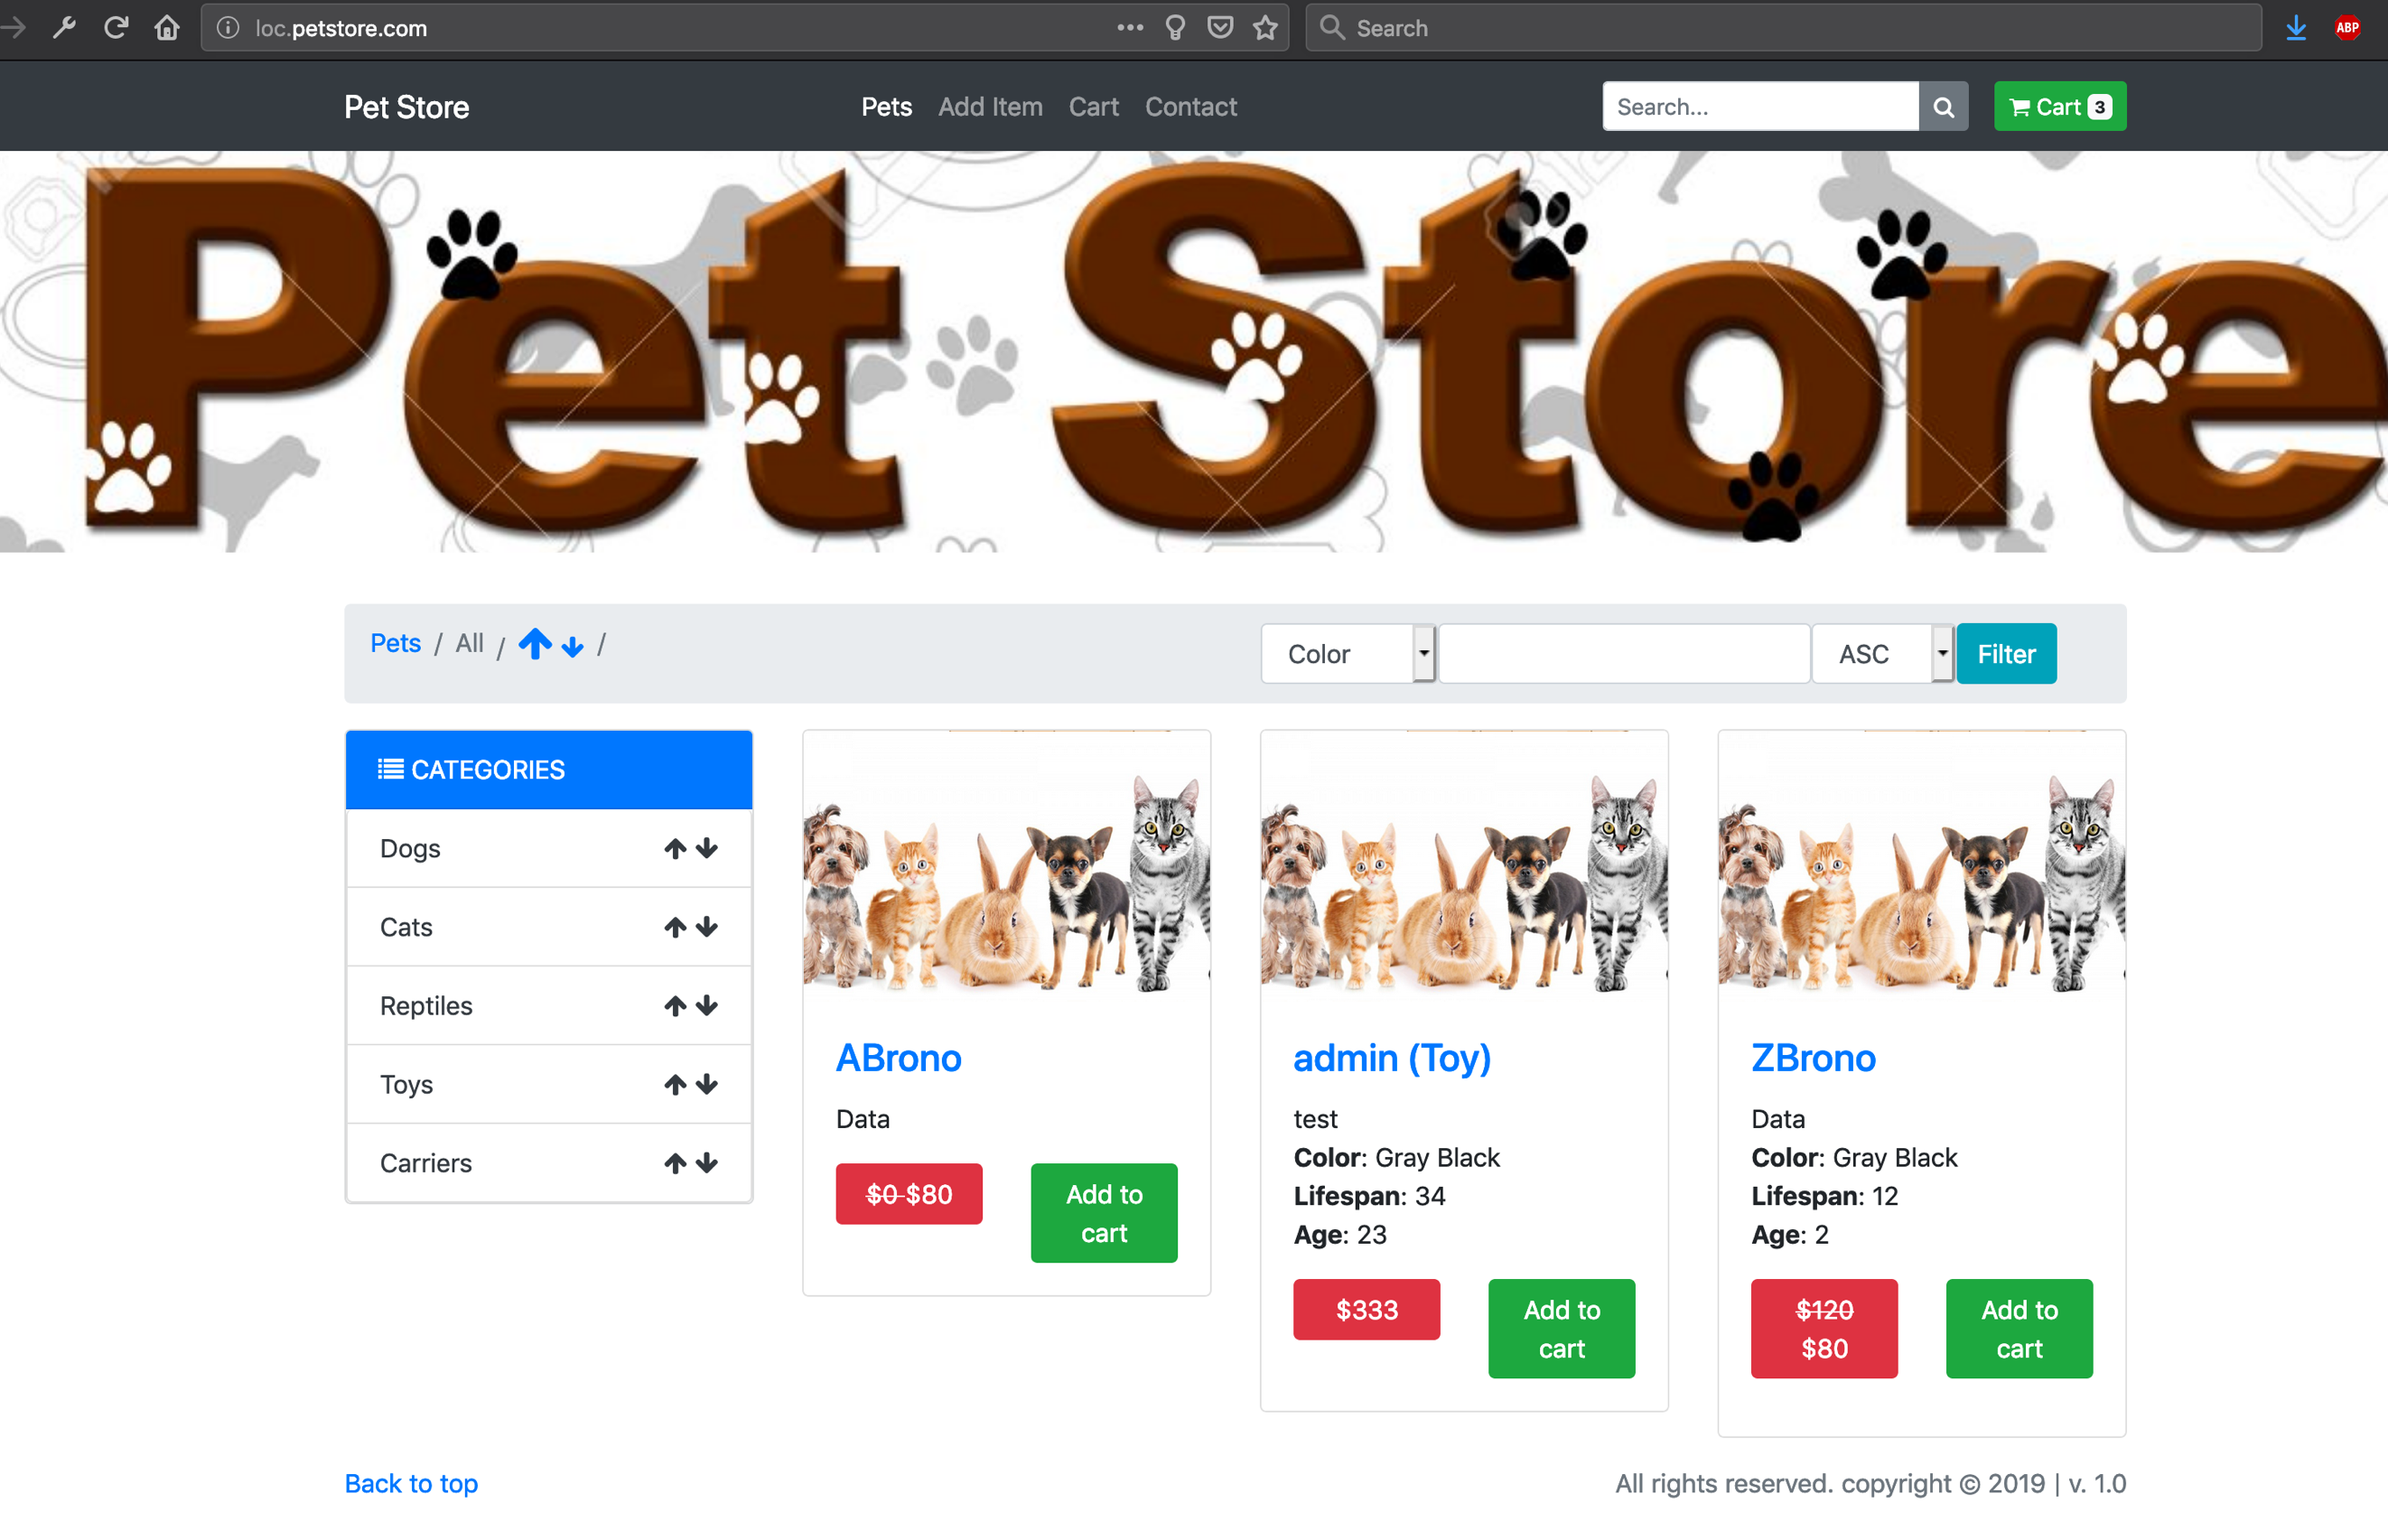 loc.petstore.com
Search
ABP
Pet Store
Pets Add Item Cart Contact
Search...
Cart 3
Pet Store
Pets / All / /
Color
ASC
Filter
CATEGORIES
Dogs
Cats
Reptiles
Toys
Carriers
ABrono
Data
$0 $80
Add to
cart
admin (Toy)
test
Color: Gray Black
Lifespan: 34
Age: 23
$333
Add to
cart
ZBrono
Data
Color: Gray Black
Lifespan: 12
Age: 2
$120
$80
Add to
cart
Back to top
All rights reserved. copyright © 2019 | v. 1.0